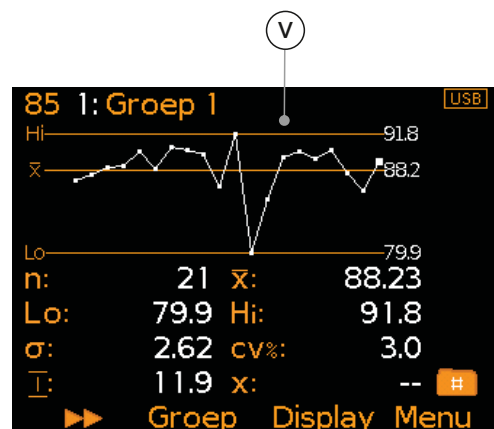 V
85 1: Groep 1 USB
Hi 91.8
x̅ 88.2
Lo 79.9
n: 21 x̅: 88.23
Lo: 79.9 Hi: 91.8
σ: 2.62 cv%: 3.0
I: 11.9 x: -- #
Groep Display Menu